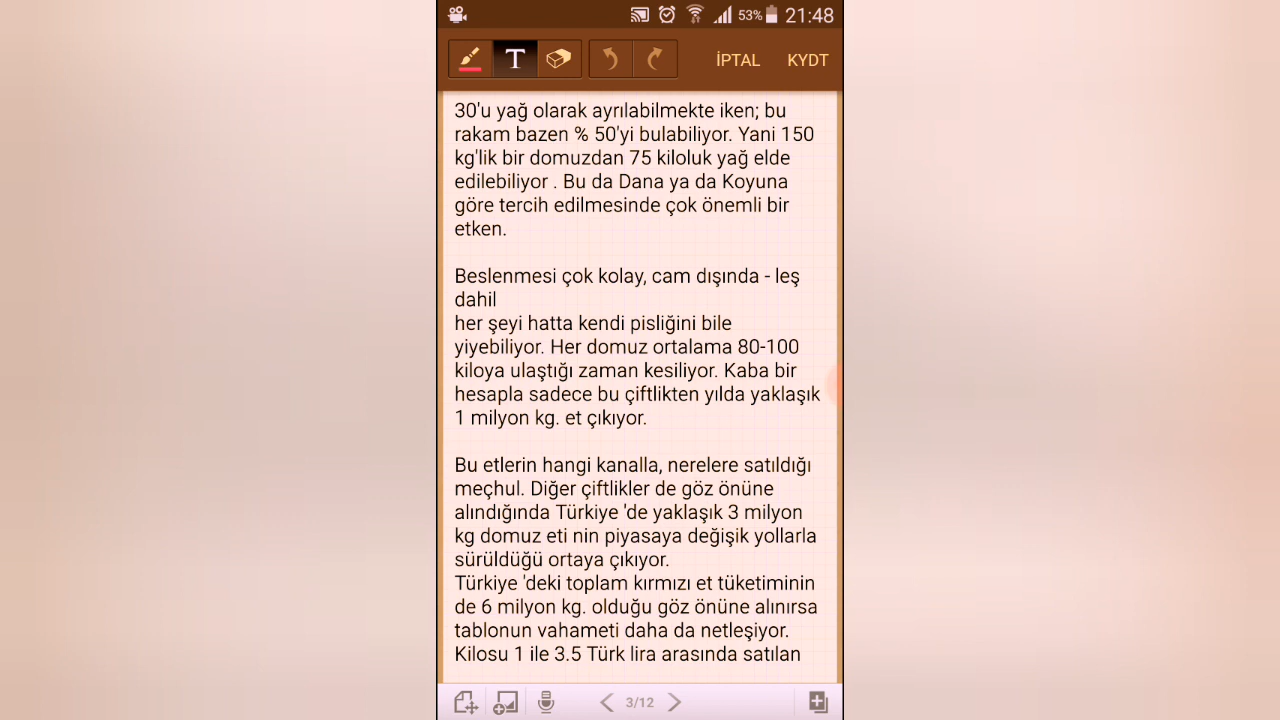 53% 21:48
T İPTAL KYDT
30'u yağ olarak ayrılabilmekte iken; bu
rakam bazen % 50'yi bulabiliyor. Yani 150
kg'lik bir domuzdan 75 kiloluk yağ elde
edilebiliyor . Bu da Dana ya da Koyuna
göre tercih edilmesinde çok önemli bir
etken.
Beslenmesi çok kolay, cam dışında - leş
dahil
her şeyi hatta kendi pisliğini bile
yiyebiliyor. Her domuz ortalama 80-100
kiloya ulaştığı zaman kesiliyor. Kaba bir
hesapla sadece bu çiftlikten yılda yaklaşık
1 milyon kg. et çıkıyor.
Bu etlerin hangi kanalla, nerelere satıldığı
meçhul. Diğer çiftlikler de göz önüne
alındığında Türkiye 'de yaklaşık 3 milyon
kg domuz eti nin piyasaya değişik yollarla
sürüldüğü ortaya çıkıyor.
Türkiye 'deki toplam kırmızı et tüketiminin
de 6 milyon kg. olduğu göz önüne alınırsa
tablonun vahameti daha da netleşiyor.
Kilosu 1 ile 3.5 Türk lira arasında satılan
3/12